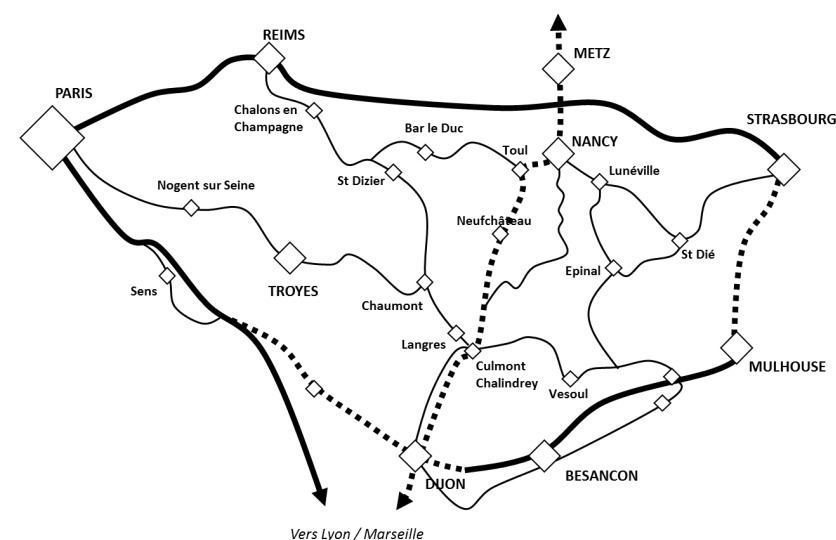 REIMS
METZ
PARIS
Chalons en
Champagne
Bar le Duc
Toul
NANCY
STRASBOURG
Lunéville
St Dizier
Nogent sur Seine
Neufchâteau
St Dié
Epinal
Sens
TROYES
Chaumont
Langres
Culmont
Chalindrey
Vesoul
MULHOUSE
DIJON
BESANCON
Vers Lyon / Marseille